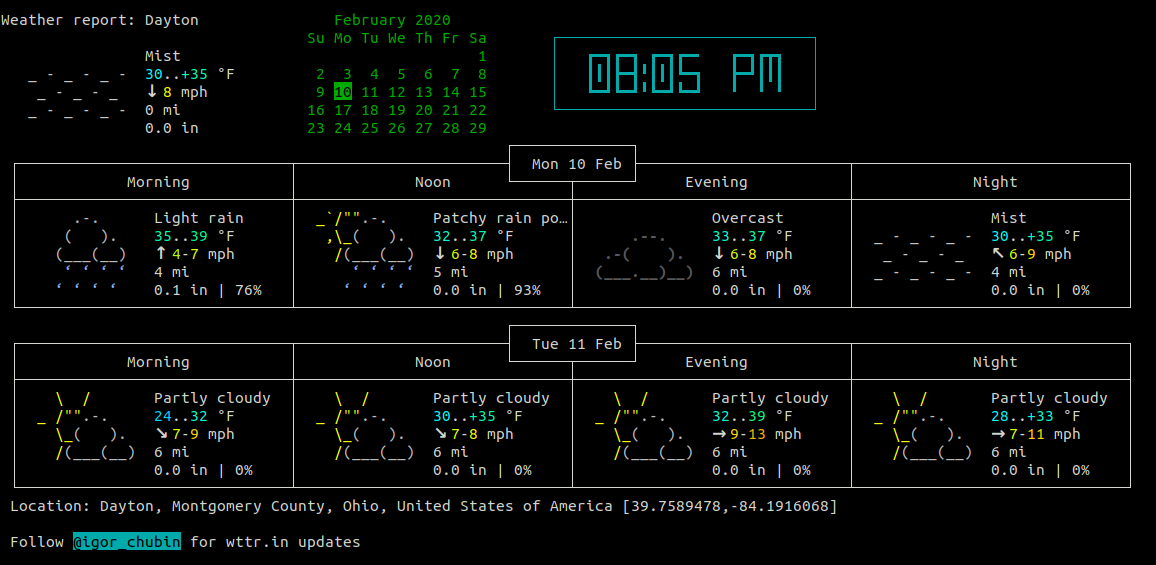 Weather report: Dayton
Mist
30..+35 °F
↓ 8 mph
0 mi
0.0 in
February 2020
Su Mo Tu We Th Fr Sa
1
2 3 4 5 6 7 8
9 10 11 12 13 14 15
16 17 18 19 20 21 22
23 24 25 26 27 28 29
08:05 PM
Mon 10 Feb
Morning Noon Evening Night
Light rain Patchy rain po… Overcast Mist
35..39 °F 32..37 °F 33..37 °F 30..+35 °F
↑ 4-7 mph ↓ 6-8 mph ↓ 6-8 mph ↖ 6-9 mph
4 mi 5 mi 6 mi 4 mi
0.1 in | 76% 0.0 in | 93% 0.0 in | 0% 0.0 in | 0%
Tue 11 Feb
Morning Noon Evening Night
Partly cloudy Partly cloudy Partly cloudy Partly cloudy
24..32 °F 30..+35 °F 32..39 °F 28..+33 °F
↘ 7-9 mph ↘ 7-8 mph → 9-13 mph → 7-11 mph
6 mi 6 mi 6 mi 6 mi
0.0 in | 0% 0.0 in | 0% 0.0 in | 0% 0.0 in | 0%
Location: Dayton, Montgomery County, Ohio, United States of America [39.7589478,-84.1916068]
Follow @igor_chubin for wttr.in updates